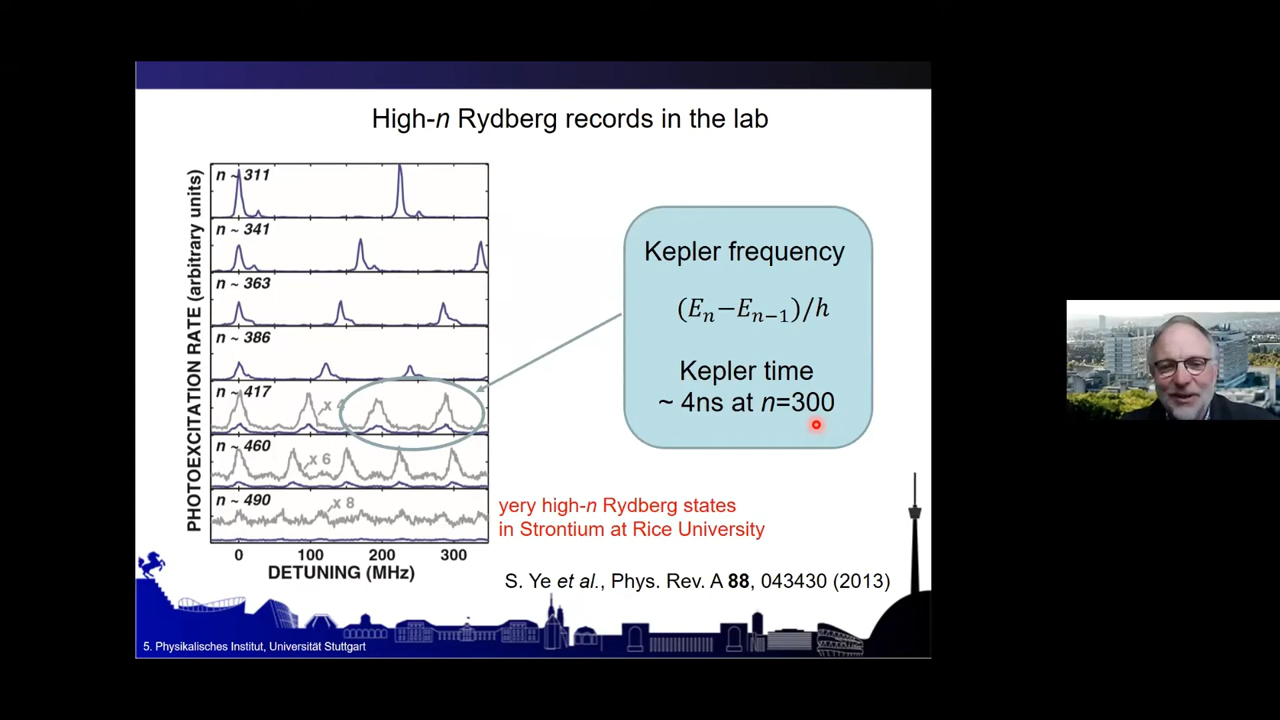 High-n Rydberg records in the lab
PHOTOEXCITATION RATE (arbitrary units)
n ~ 311
n ~ 341
n ~ 363
n ~ 386
n ~ 417
x 4
n ~ 460
x 6
n ~ 490
x 8
0 100 200 300
DETUNING (MHz)
Kepler frequency
(Eₙ−Eₙ₋₁)/h
Kepler time
~ 4ns at n=300
yery high-n Rydberg states
in Strontium at Rice University
S. Ye et al., Phys. Rev. A 88, 043430 (2013)
5. Physikalisches Institut, Universität Stuttgart